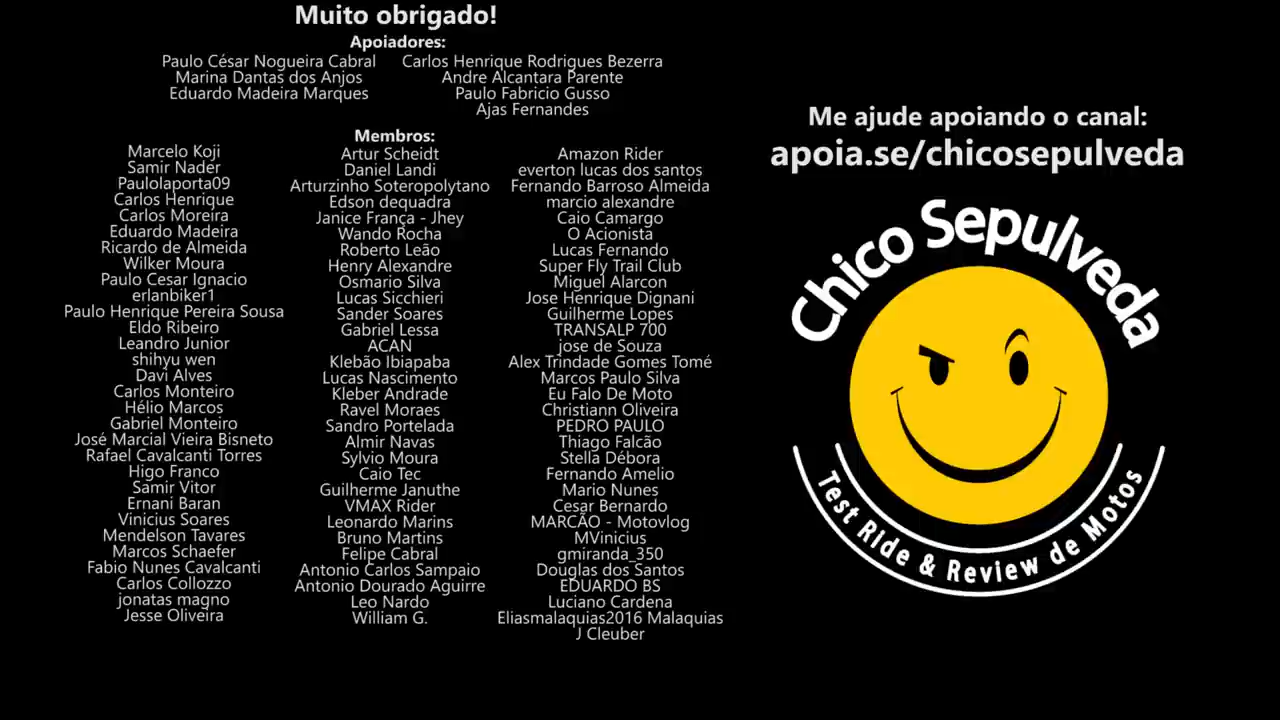 Muito obrigado!
Apoiadores:
Paulo César Nogueira Cabral
Marina Dantas dos Anjos
Eduardo Madeira Marques
Carlos Henrique Rodrigues Bezerra
Andre Alcantara Parente
Paulo Fabricio Gusso
Ajas Fernandes
Membros:
Marcelo Koji
Samir Nader
Paulolaporta09
Carlos Henrique
Carlos Moreira
Eduardo Madeira
Ricardo de Almeida
Wilker Moura
Paulo Cesar Ignacio
erlanbiker1
Paulo Henrique Pereira Sousa
Eldo Ribeiro
Leandro Junior
shihyu wen
Davi Alves
Carlos Monteiro
Hélio Marcos
Gabriel Monteiro
José Marcial Vieira Bisneto
Rafael Cavalcanti Torres
Higo Franco
Samir Vitor
Ernani Baran
Vinicius Soares
Mendelson Tavares
Marcos Schaefer
Fabio Nunes Cavalcanti
Carlos Collozzo
jonatas magno
Jesse Oliveira
Artur Scheidt
Daniel Landi
Arturzinho Soteropolytano
Edson dequadra
Janice França - Jhey
Wando Rocha
Roberto Leão
Henry Alexandre
Osmario Silva
Lucas Sicchieri
Sander Soares
Gabriel Lessa
ACAN
Klebão Ibiapaba
Lucas Nascimento
Kleber Andrade
Ravel Moraes
Sandro Portelada
Almir Navas
Sylvio Moura
Caio Tec
Guilherme Januthe
VMAX Rider
Leonardo Marins
Bruno Martins
Felipe Cabral
Antonio Carlos Sampaio
Antonio Dourado Aguirre
Leo Nardo
William G.
Amazon Rider
everton lucas dos santos
Fernando Barroso Almeida
marcio alexandre
Caio Camargo
O Acionista
Lucas Fernando
Super Fly Trail Club
Miguel Alarcon
Jose Henrique Dignani
Guilherme Lopes
TRANSALP 700
jose de Souza
Alex Trindade Gomes Tomé
Marcos Paulo Silva
Eu Falo De Moto
Christiann Oliveira
PEDRO PAULO
Thiago Falcão
Stella Débora
Fernando Amelio
Mario Nunes
Cesar Bernardo
MARCÃO - Motovlog
MVinicius
gmiranda_350
Douglas dos Santos
EDUARDO BS
Luciano Cardena
Eliasmalaquias2016 Malaquias
J Cleuber
Me ajude apoiando o canal:
apoia.se/chicosepulveda
Chico Sepulveda
Test Ride & Review de Motos